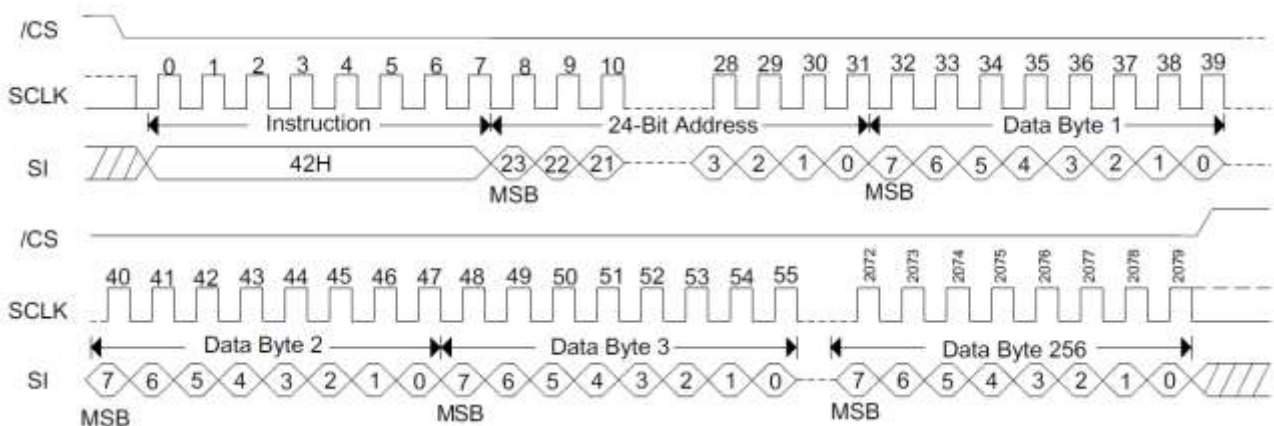 /CS
0 1 2 3 4 5 6 7 8 9 10 28 29 30 31 32 33 34 35 36 37 38 39
SCLK
Instruction 24-Bit Address Data Byte 1
SI 42H 23 22 21 3 2 1 0 7 6 5 4 3 2 1 0
MSB MSB
/CS
40 41 42 43 44 45 46 47 48 49 50 51 52 53 54 55 2072 2073 2074 2075 2076 2077 2078 2079
SCLK
Data Byte 2 Data Byte 3 Data Byte 256
SI 7 6 5 4 3 2 1 0 7 6 5 4 3 2 1 0 7 6 5 4 3 2 1 0
MSB MSB MSB